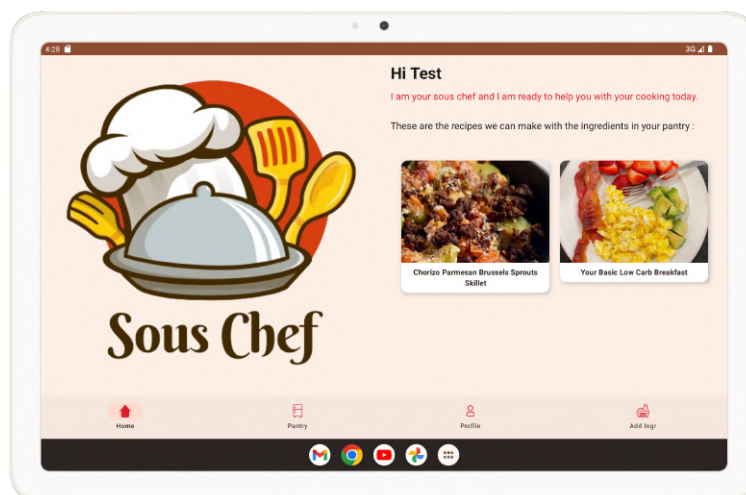 4:28
3G
Hi Test
I am your sous chef and I am ready to help you with your cooking today.
These are the recipes we can make with the ingredients in your pantry :
Chorizo Parmesan Brussels Sprouts
Skillet
Your Basic Low Carb Breakfast
Sous Chef
Home
Pantry
Profile
Add Ingr